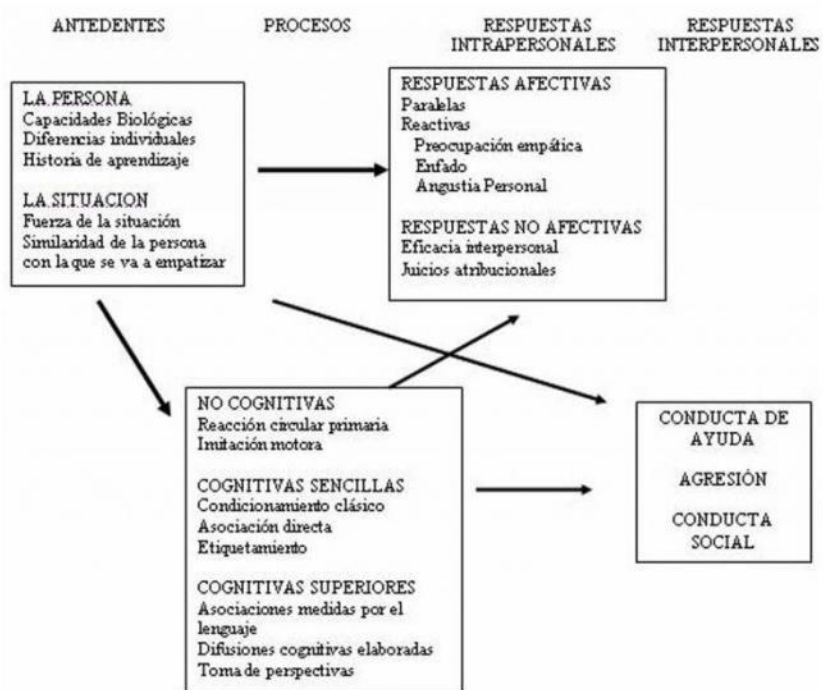 ANTEDENTES
PROCESOS
RESPUESTAS
INTRAPERSONALES
RESPUESTAS
INTERPERSONALES
LA PERSONA
Capacidades Biológicas
Diferencias individuales
Historia de aprendizaje
LA SITUACION
Fuerza de la situación
Similaridad de la persona
con la que se va a empatizar
RESPUESTAS AFECTIVAS
Paralelas
Reactivas
Preocupación empática
Enfado
Angustia Personal
RESPUESTAS NO AFECTIVAS
Eficacia interpersonal
Juicios atribucionales
NO COGNITIVAS
Reacción circular primaria
Imitación motora
COGNITIVAS SENCILLAS
Condicionamiento clásico
Asociación directa
Etiquetamiento
COGNITIVAS SUPERIORES
Asociaciones medidas por el
lenguaje
Difusiones cognitivas elaboradas
Toma de perspectivas
CONDUCTA DE
AYUDA
AGRESIÓN
CONDUCTA
SOCIAL